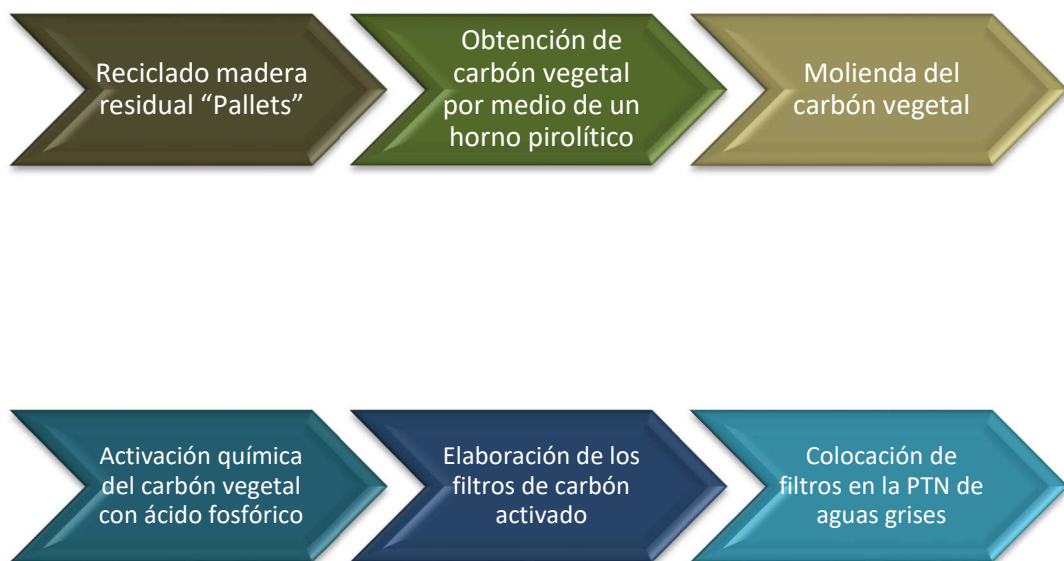 Reciclado madera
residual “Pallets”
Obtención de
carbón vegetal
por medio de un
horno pirolítico
Molienda del
carbón vegetal
Activación química
del carbón vegetal
con ácido fosfórico
Elaboración de los
filtros de carbón
activado
Colocación de
filtros en la PTN de
aguas grises